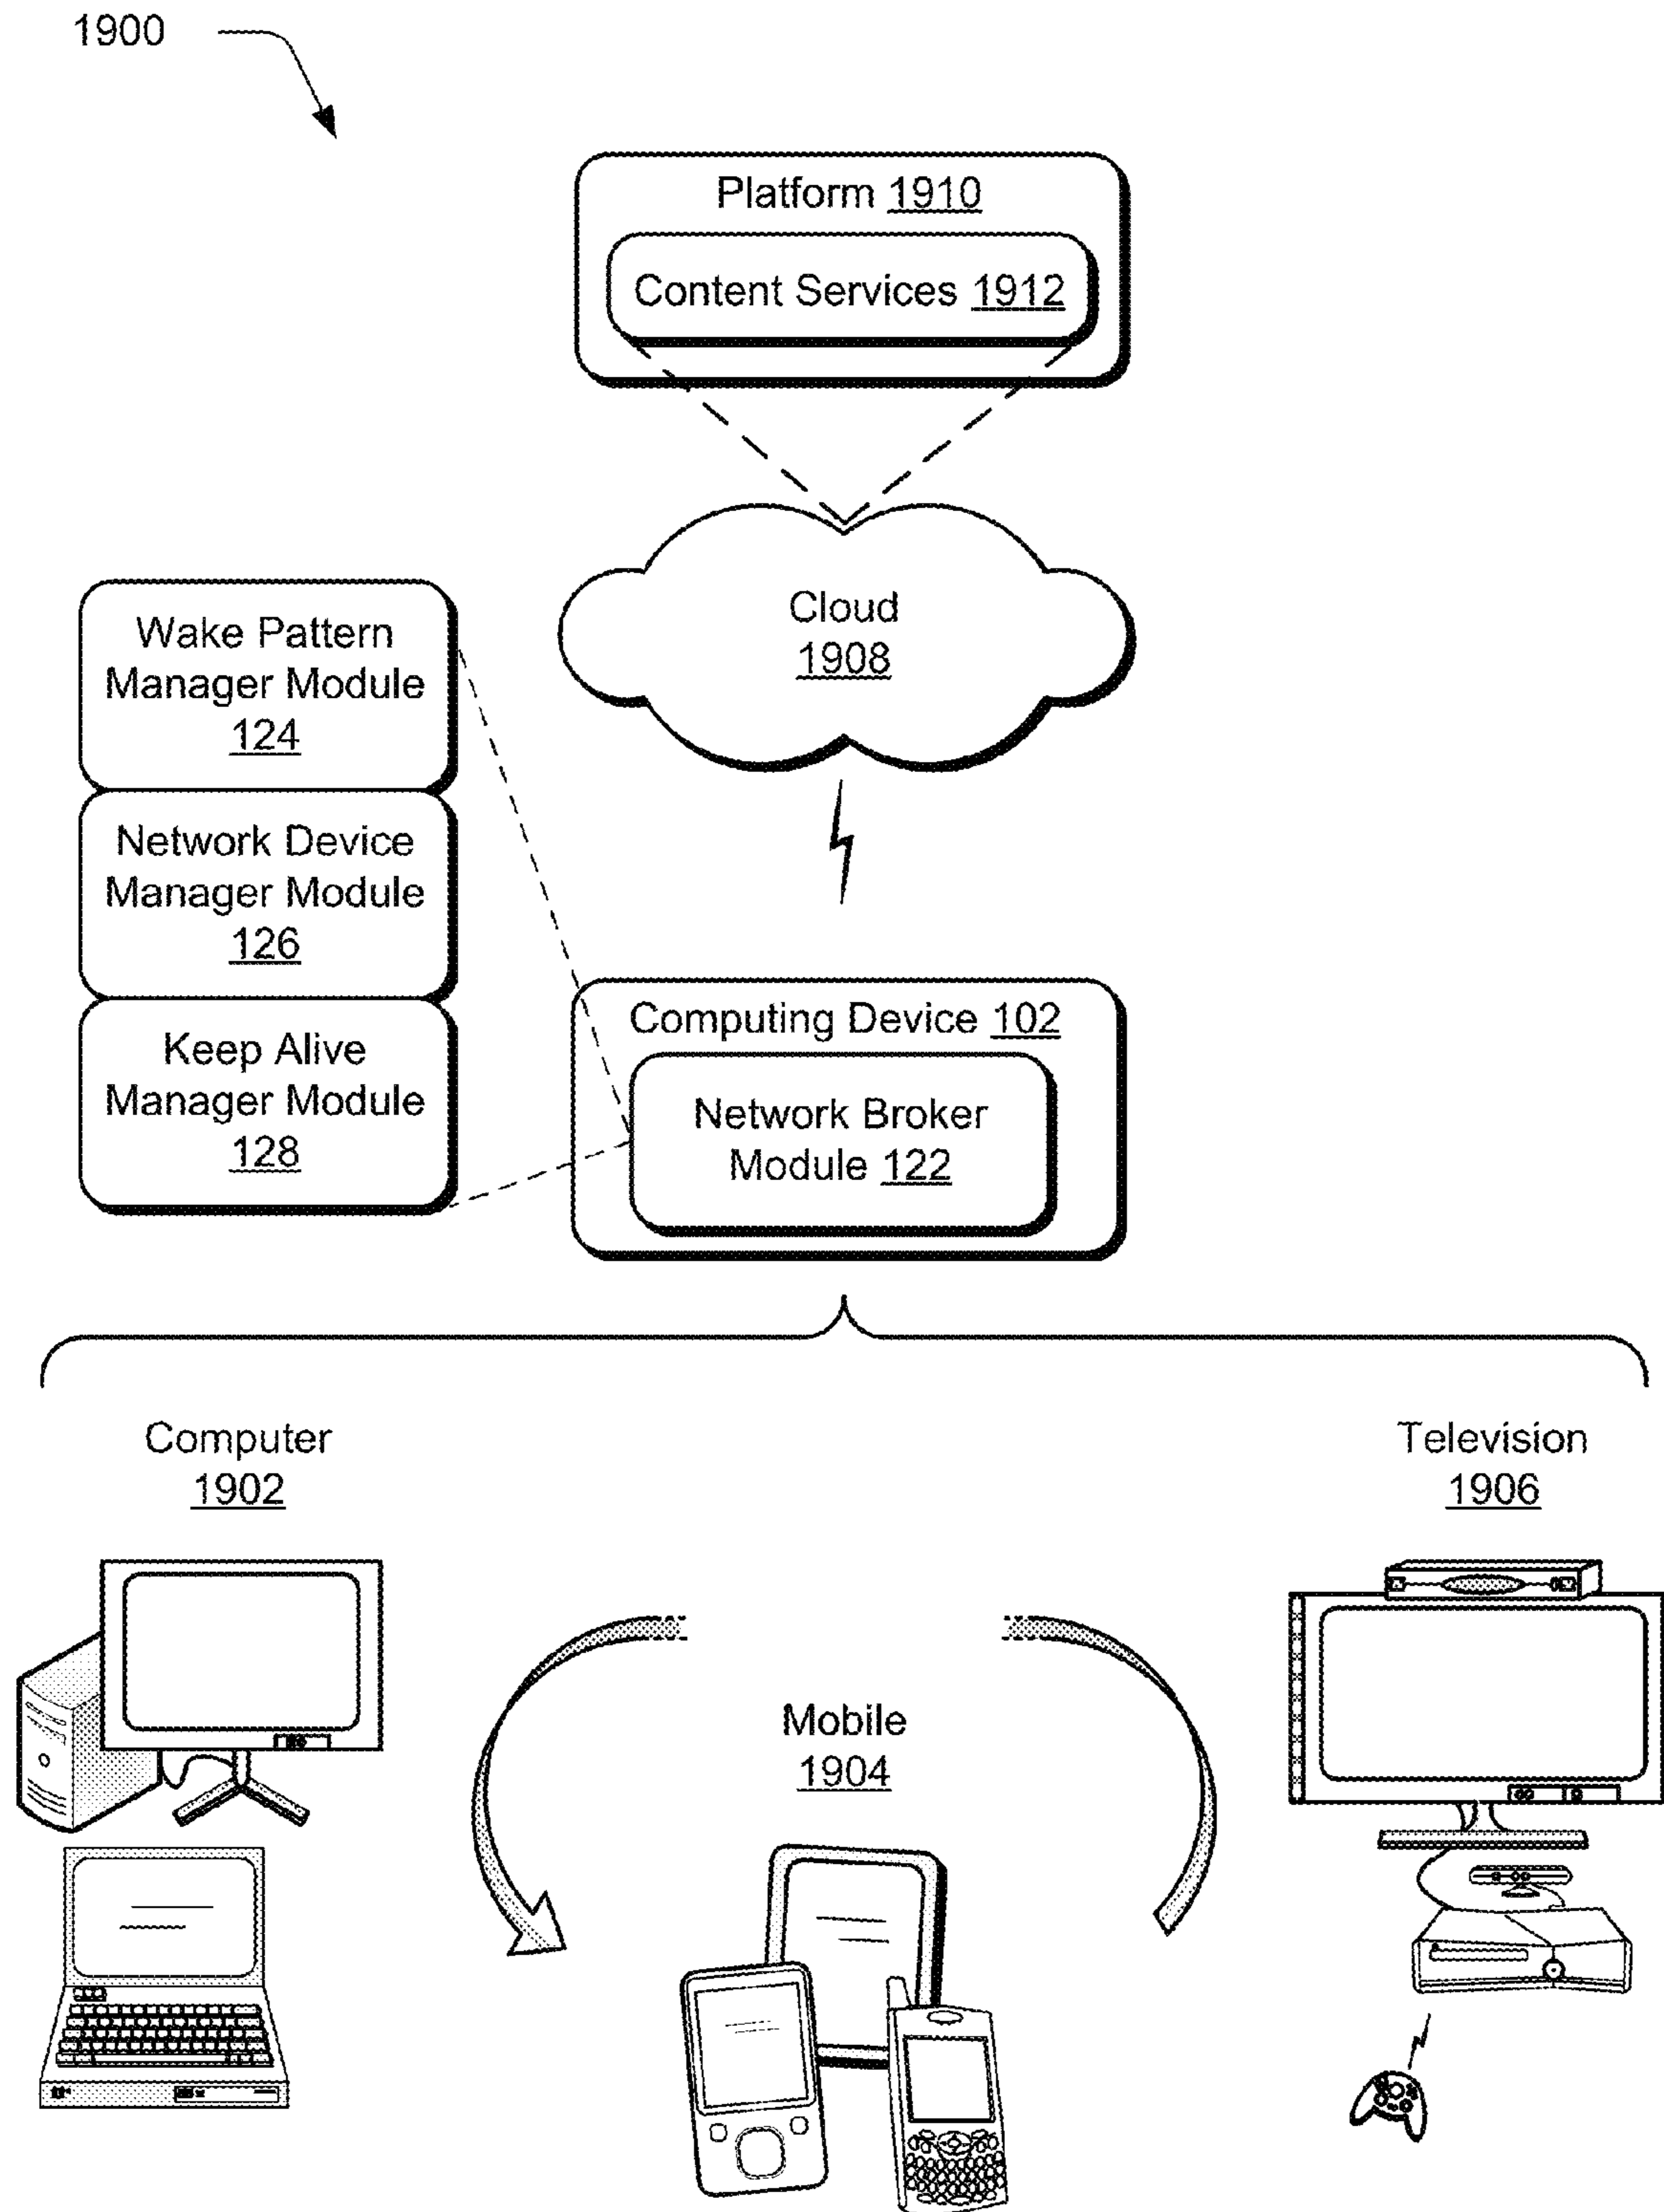 1900
Platform 1910
Content Services 1912
Cloud
1908
Wake Pattern
Manager Module
124
Network Device
Manager Module
126
Keep Alive
Manager Module
128
Computing Device 102
Network Broker
Module 122
Computer
1902
Television
1906
Mobile
1904